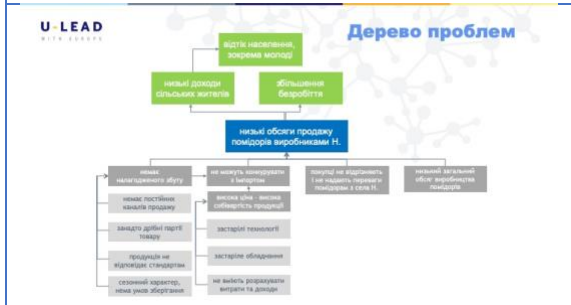 U-LEAD
WITH EUROPE
Дерево проблем
відтік населення,
зокрема молоді
низькі доходи
сільських жителів
збільшення
безробіття
низькі обсяги продажу
помідорів виробниками Н.
немає
налагодженого збуту
не можуть конкурувати
з імпортом
покупці не відрізняють
і не надають переваги
помідорам з села Н.
низький загальний
обсяг виробництва
помідорів
немає постійних
каналів продажу
висока ціна - висока
собівартість продукції
занадто дрібні партії
товару
застарілі технології
продукція не
відповідає стандартам
застаріле обладнання
сезонний характер,
нема умов зберігання
не вміють розрахувати
витрати та доходи